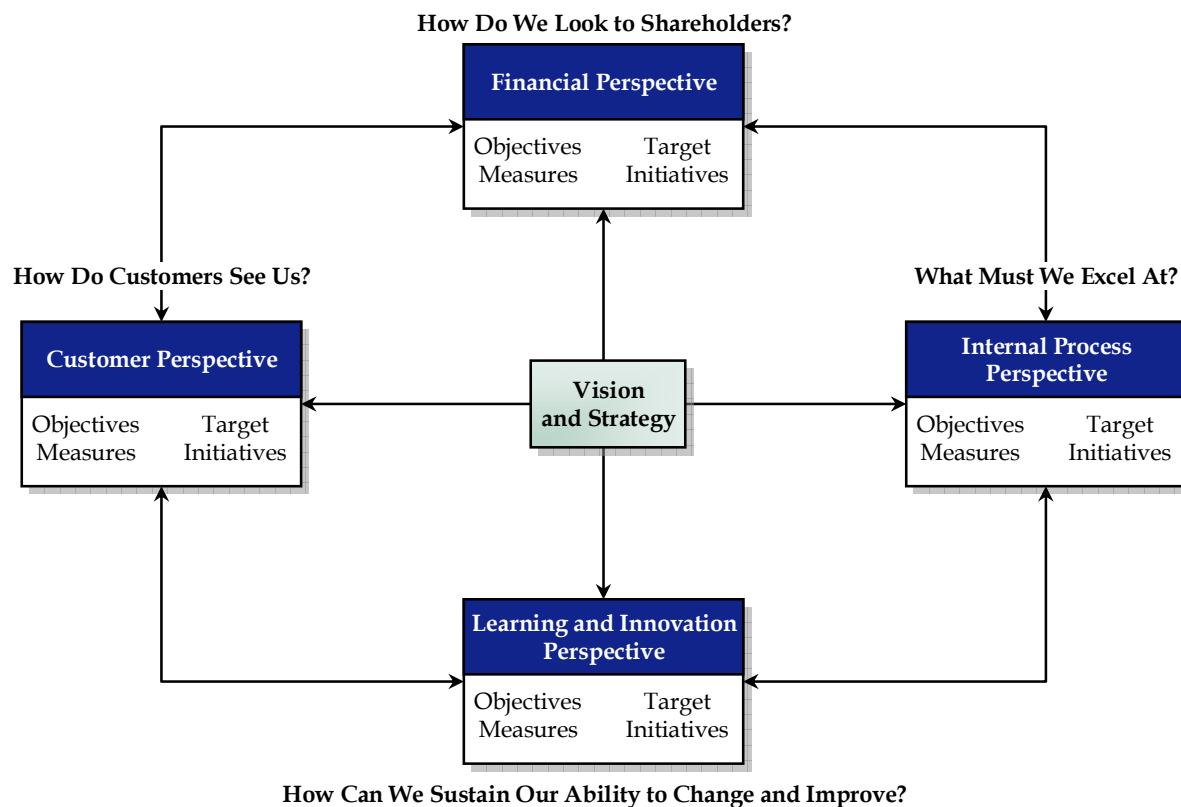 How Do We Look to Shareholders?
Financial Perspective
Objectives Target
Measures Initiatives
How Do Customers See Us?
What Must We Excel At?
Customer Perspective
Objectives Target
Measures Initiatives
Vision
and Strategy
Internal Process
Perspective
Objectives Target
Measures Initiatives
Learning and Innovation
Perspective
Objectives Target
Measures Initiatives
How Can We Sustain Our Ability to Change and Improve?